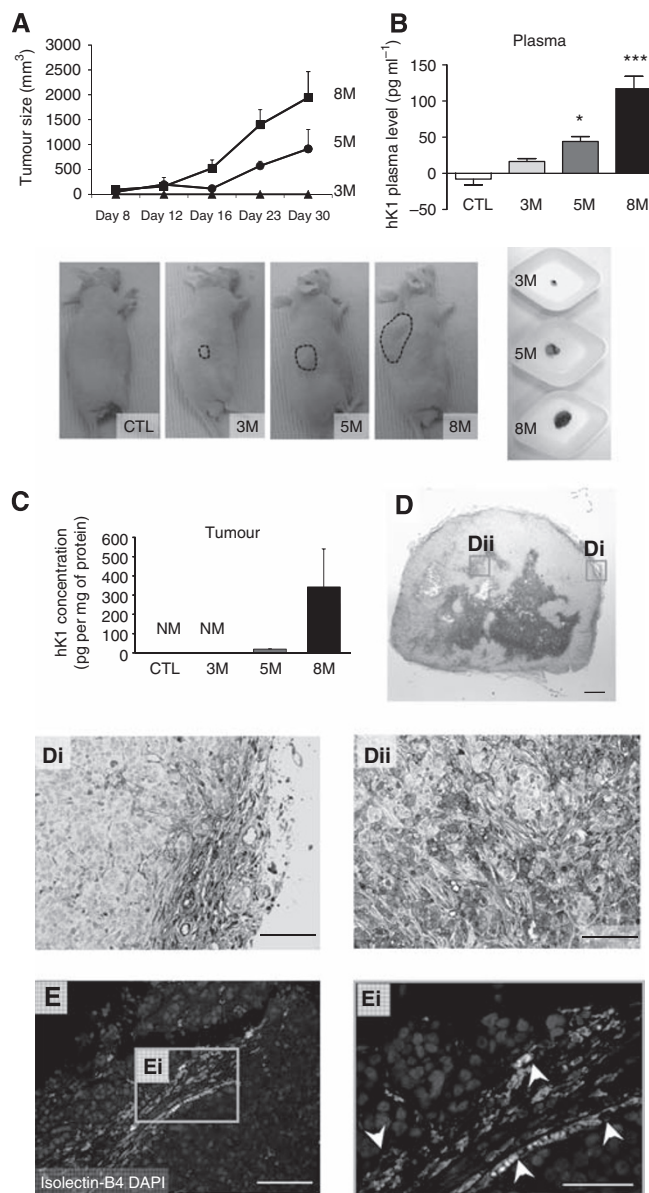 A
Tumour size (mm³)
3000
2500
2000
1500
1000
500
0
8M
5M
3M
Day 8 Day 12 Day 16 Day 23 Day 30
B
Plasma
hK1 plasma level (pg ml⁻¹)
150
100
50
0
−50
*
***
CTL 3M 5M 8M
CTL
3M
5M
8M
3M
5M
8M
C
Tumour
hK1 concentration
(pg per mg of protein)
600
500
400
300
200
100
0
NM NM
CTL 3M 5M 8M
D
Dii
Di
Di
Dii
E
Ei
Isolectin-B4 DAPI
Ei